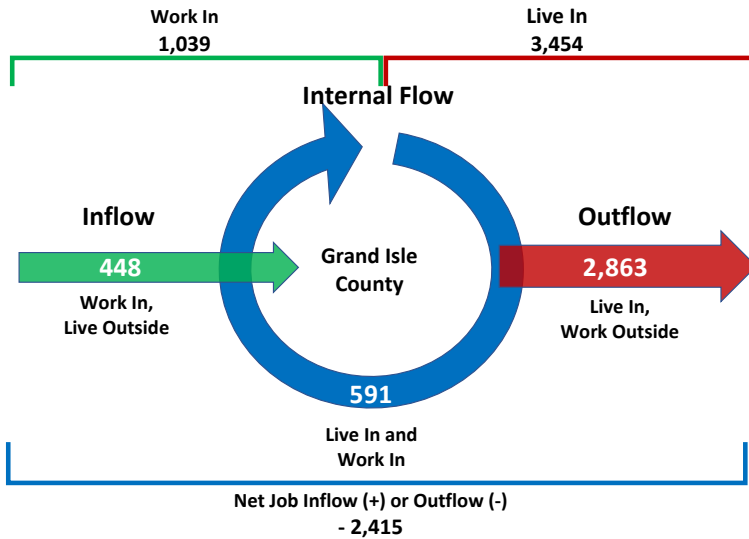 Work In
1,039
Live In
3,454
Internal Flow
Inflow
Outflow
448
Grand Isle
County
2,863
Work In,
Live Outside
Live In,
Work Outside
591
Live In and
Work In
Net Job Inflow (+) or Outflow (-)
- 2,415